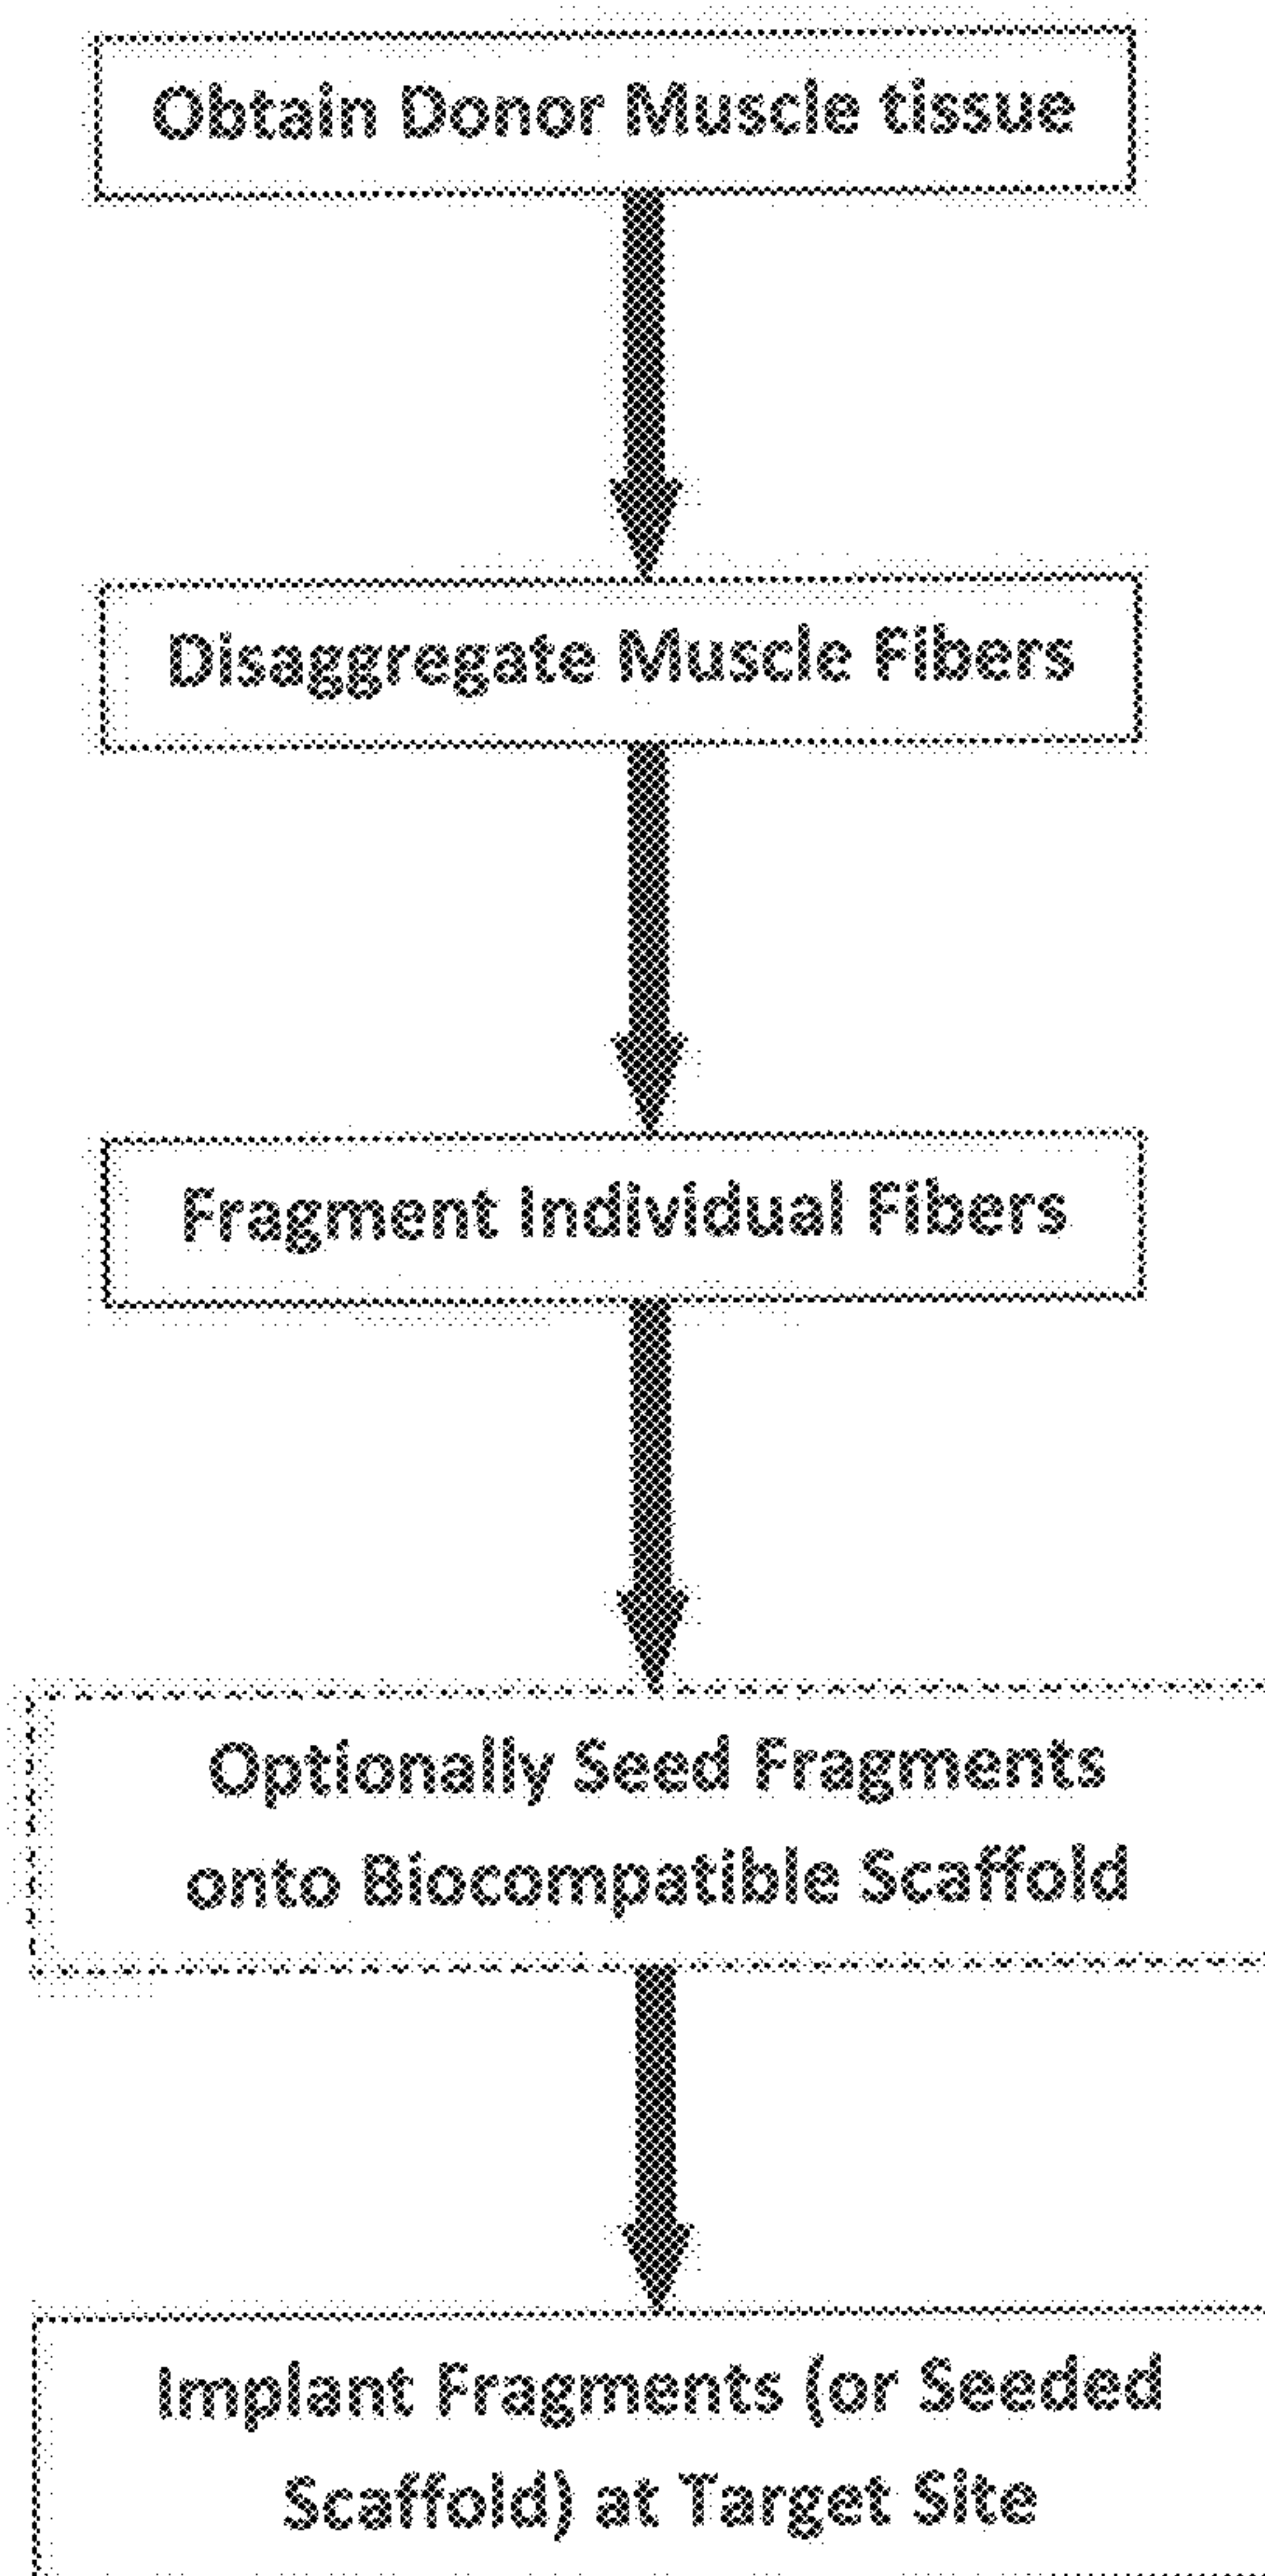 Obtain Donor Muscle tissue
Disaggregate Muscle Fibers
Fragment Individual Fibers
Optionally Seed Fragments
onto Biocompatible Scaffold
Implant Fragments (or Seeded
Scaffold) at Target Site